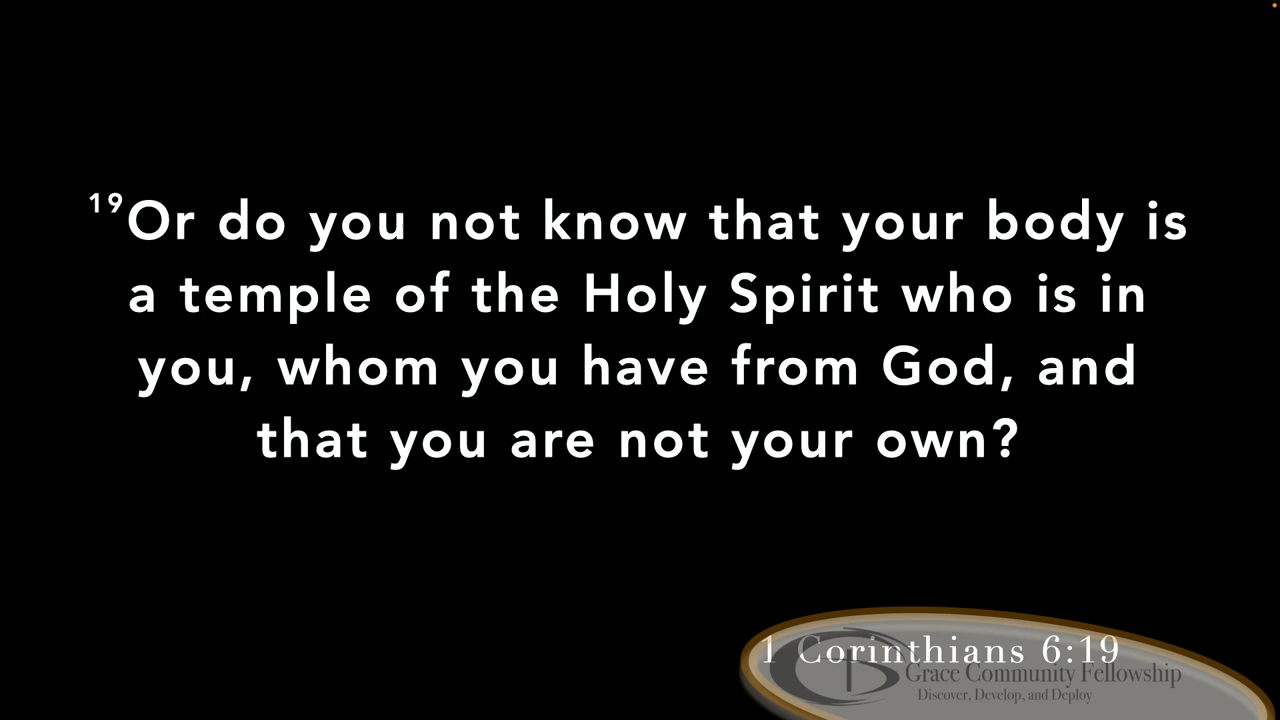 19Or do you not know that your body is
a temple of the Holy Spirit who is in
you, whom you have from God, and
that you are not your own?
1 Corinthians 6:19
Grace Community Fellowship
Discover, Develop, and Deploy